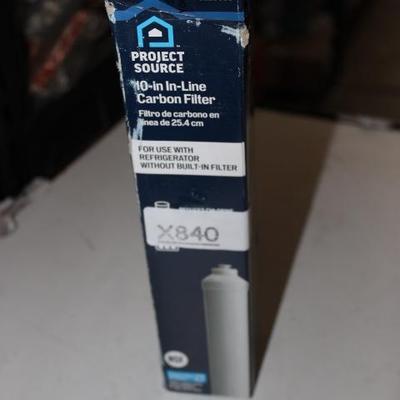 PROJECT
SOURCE
10-in In-Line
Carbon Filter
Filtro de carbono en
línea de 25.4 cm
FOR USE WITH
REFRIGERATOR
WITHOUT BUILT-IN FILTER
X840
NSF